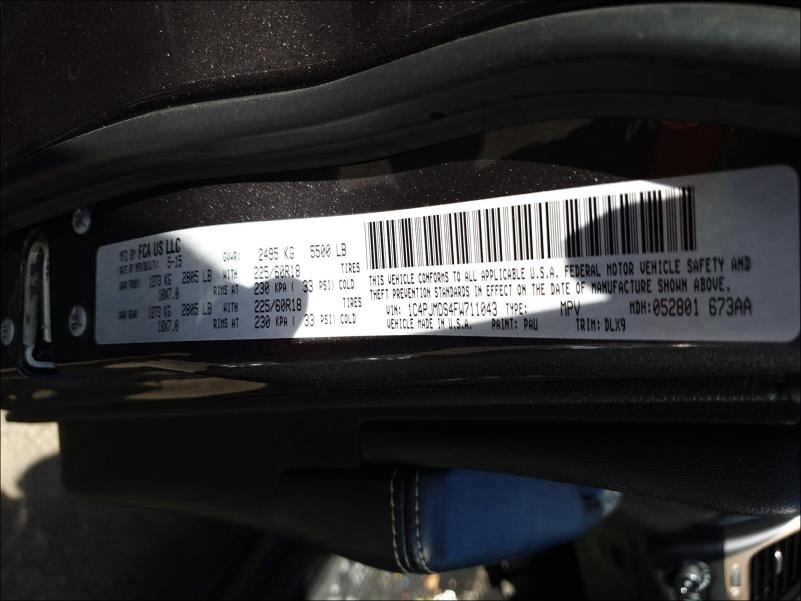 MFD BY FCA US LLC GVWR: 2495 KG 5500 LB
DATE OF MFR(BUILT): 5-15
GAWR FRONT: 1273 KG 2805 LB WITH 225/60R18 TIRES
18X7.0 RIMS AT 230 KPA ( 33 PSI) COLD
GAWR REAR: 1273 KG 2805 LB WITH 225/60R18 TIRES
18X7.0 RIMS AT 230 KPA ( 33 PSI) COLD
THIS VEHICLE CONFORMS TO ALL APPLICABLE U.S.A. FEDERAL MOTOR VEHICLE SAFETY AND
THEFT PREVENTION STANDARDS IN EFFECT ON THE DATE OF MANUFACTURE SHOWN ABOVE.
VIN: 1C4PJMDS4FW711043 TYPE: MPV MDH: 052801 673AA
VEHICLE MADE IN U.S.A. PAINT: PAU TRIM: DLX9